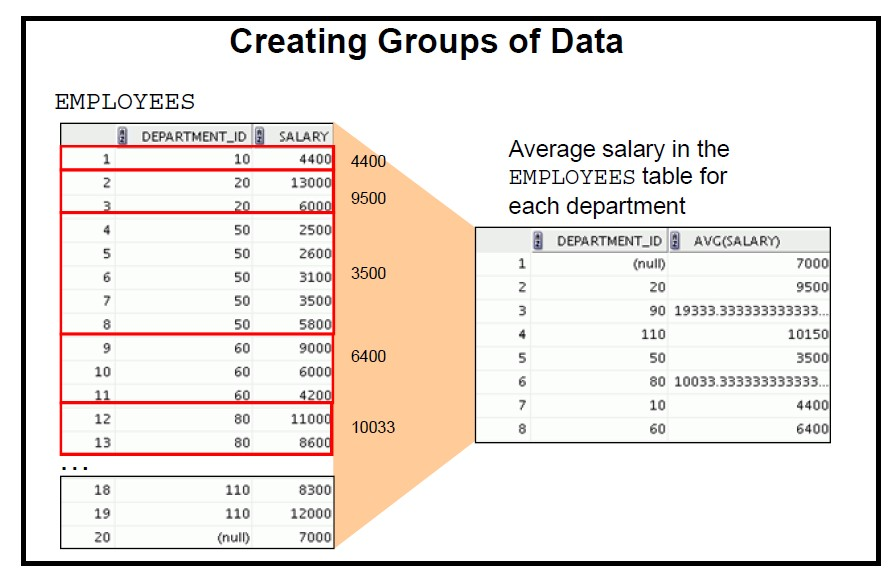 Creating Groups of Data
EMPLOYEES
DEPARTMENT_ID SALARY
1 10 4400
2 20 13000
3 20 6000
4 50 2500
5 50 2600
6 50 3100
7 50 3500
8 50 5800
9 60 9000
10 60 6000
11 60 4200
12 80 11000
13 80 8600
...
18 110 8300
19 110 12000
20 (null) 7000
4400
9500
3500
6400
10033
Average salary in the
EMPLOYEES table for
each department
DEPARTMENT_ID AVG(SALARY)
1 (null) 7000
2 20 9500
3 90 19333.333333333333...
4 110 10150
5 50 3500
6 80 10033.333333333333...
7 10 4400
8 60 6400